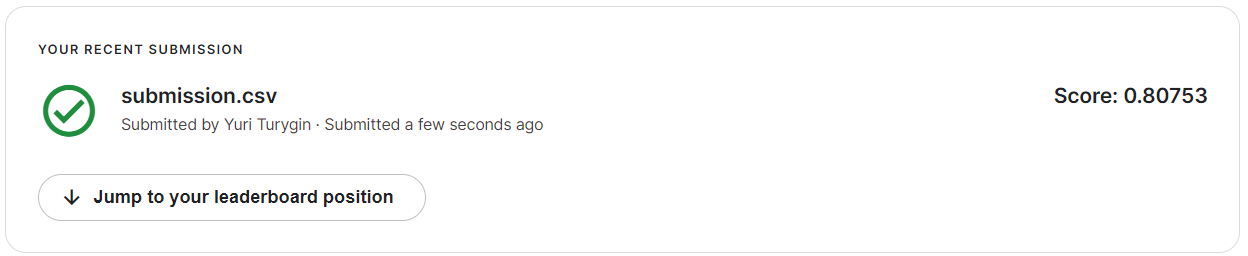 YOUR RECENT SUBMISSION
submission.csv
Score: 0.80753
Submitted by Yuri Turygin · Submitted a few seconds ago
Jump to your leaderboard position